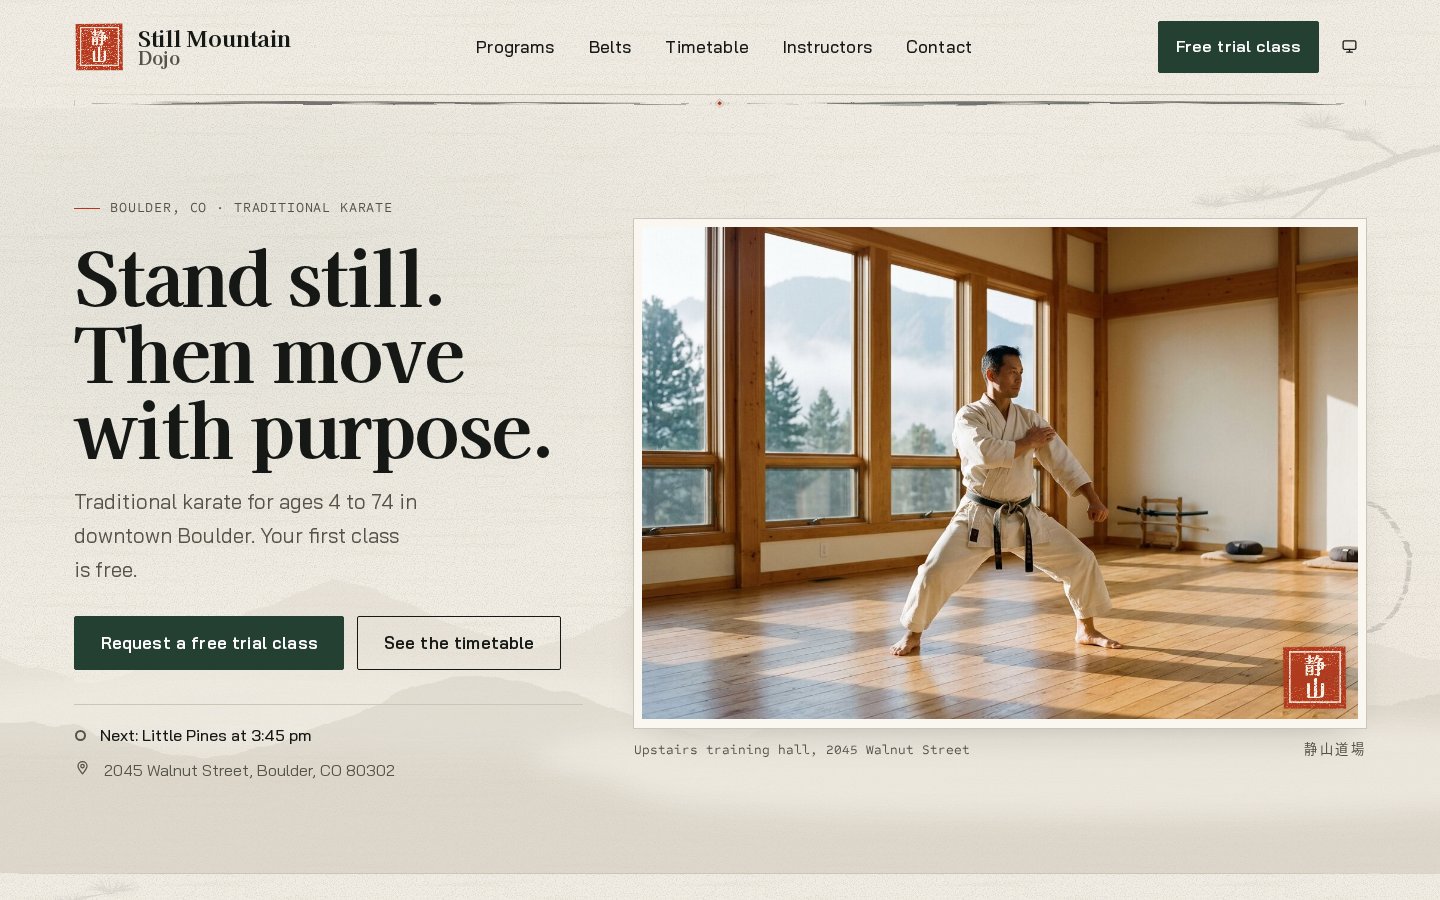 静山
Still Mountain
Dojo
Programs
Belts
Timetable
Instructors
Contact
Free trial class
BOULDER, CO · TRADITIONAL KARATE
Stand still.
Then move
with purpose.
Traditional karate for ages 4 to 74 in
downtown Boulder. Your first class
is free.
Request a free trial class
See the timetable
Next: Little Pines at 3:45 pm
2045 Walnut Street, Boulder, CO 80302
静山
Upstairs training hall, 2045 Walnut Street
静山道場